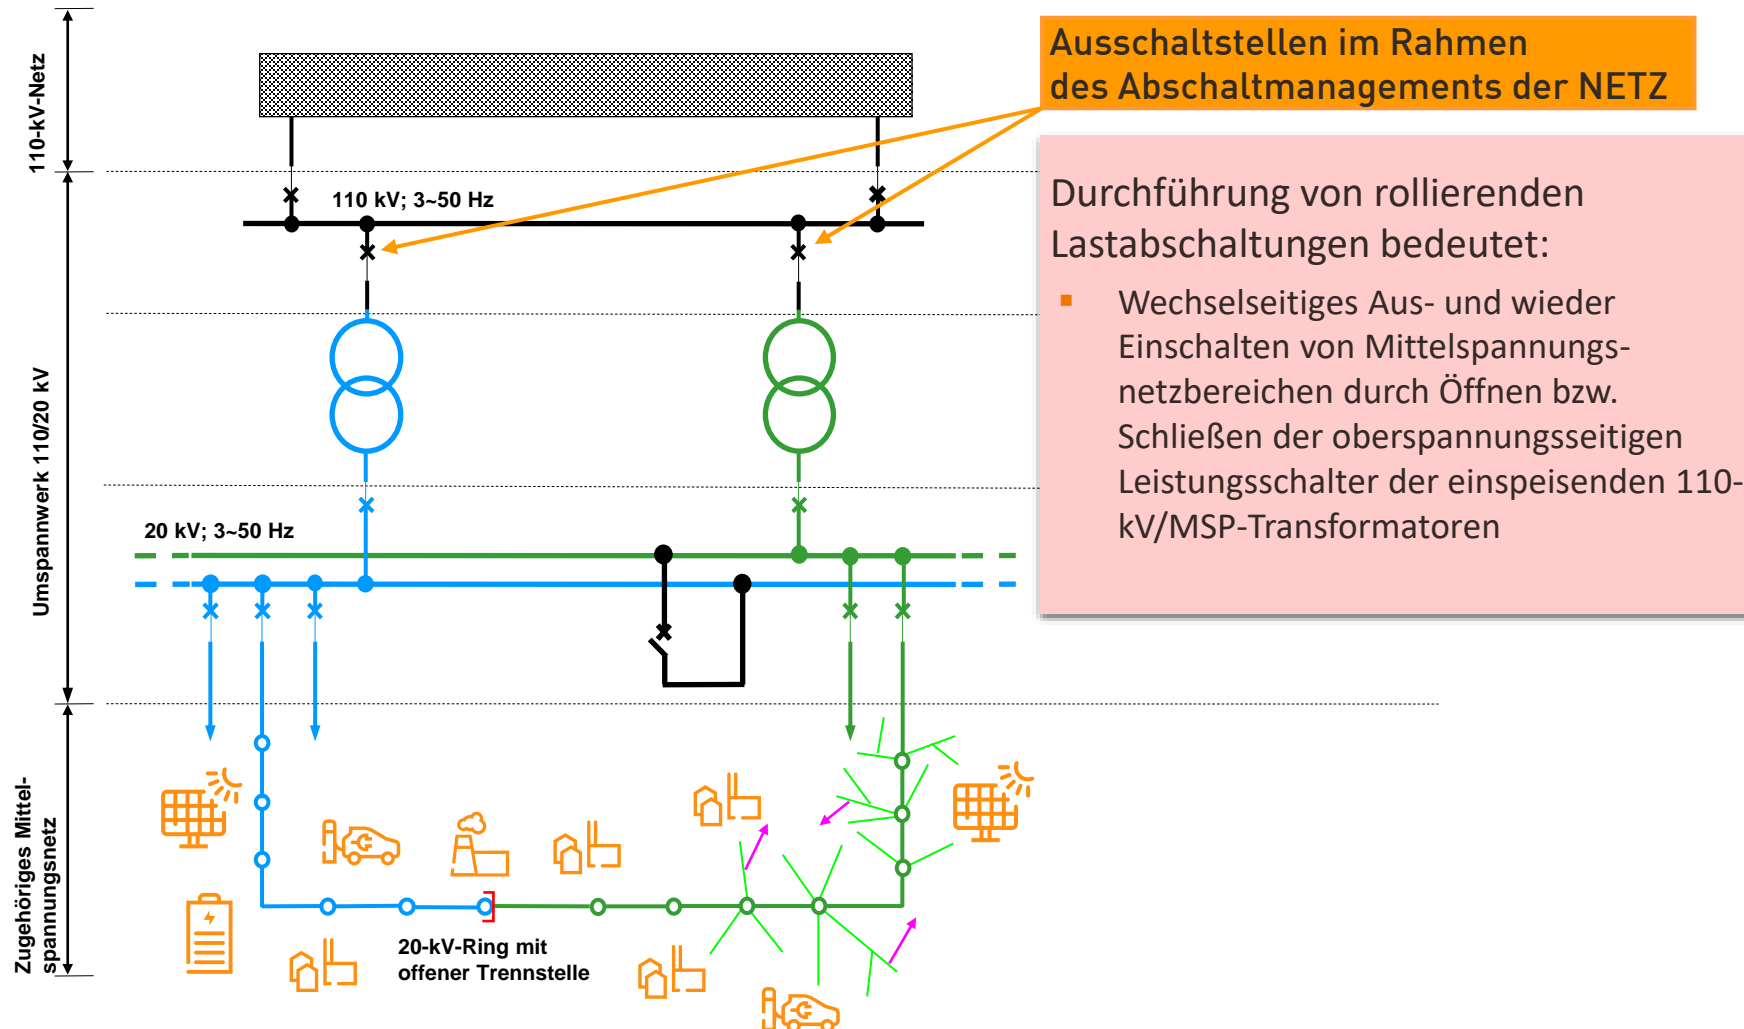 Ausschaltstellen im Rahmen
des Abschaltmanagements der NETZ
110-kV-Netz
Durchführung von rollierenden
Lastabschaltungen bedeutet:
▪ Wechselseitiges Aus- und wieder
Einschalten von Mittelspannungs-
netzbereichen durch Öffnen bzw.
Schließen der oberspannungsseitigen
Leistungsschalter der einspeisenden 110-
kV/MSP-Transformatoren
110 kV; 3~50 Hz
Umspannwerk 110/20 kV
20 kV; 3~50 Hz
Zugehöriges Mittel-
spannungsnetz
20-kV-Ring mit
offener Trennstelle